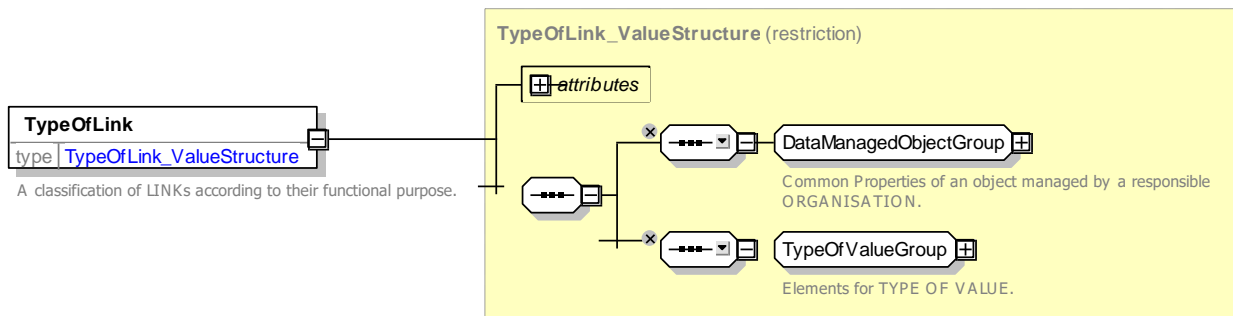 TypeOfLink_ValueStructure (restriction)
attributes
TypeOfLink
type TypeOfLink_ValueStructure
A classification of LINKs according to their functional purpose.
DataManagedObjectGroup
Common Properties of an object managed by a responsible
ORGANISATION.
TypeOfValueGroup
Elements for TYPE OF VALUE.